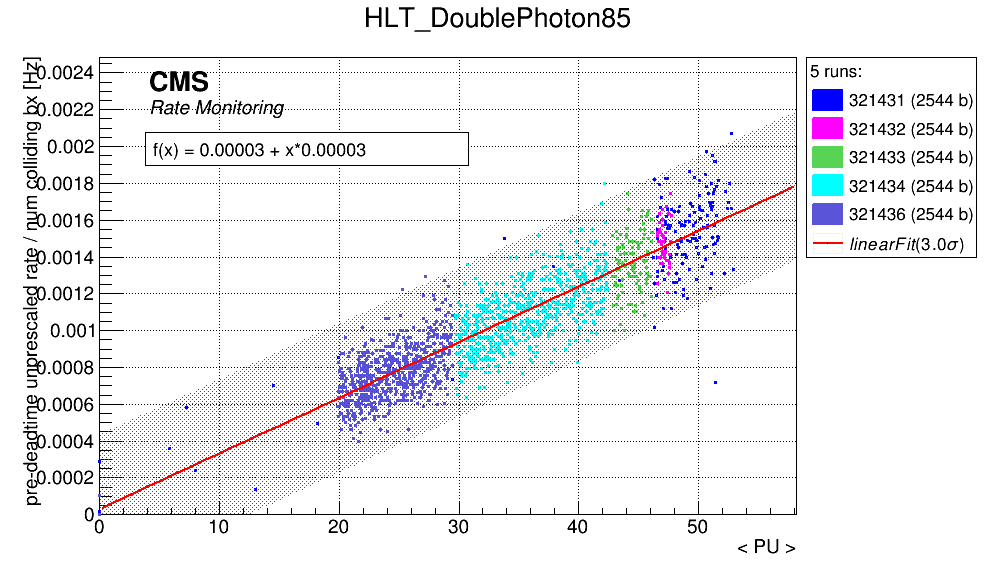 HLT_DoublePhoton85
pre-deadtime unprescaled rate / num colliding bx [Hz]
0.0024
0.0022
0.002
0.0018
0.0016
0.0014
0.0012
0.001
0.0008
0.0006
0.0004
0.0002
0
CMS
Rate Monitoring
f(x) = 0.00003 + x*0.00003
0 10 20 30 40 50
< PU >
5 runs:
321431 (2544 b)
321432 (2544 b)
321433 (2544 b)
321434 (2544 b)
321436 (2544 b)
linearFit(3.0σ)